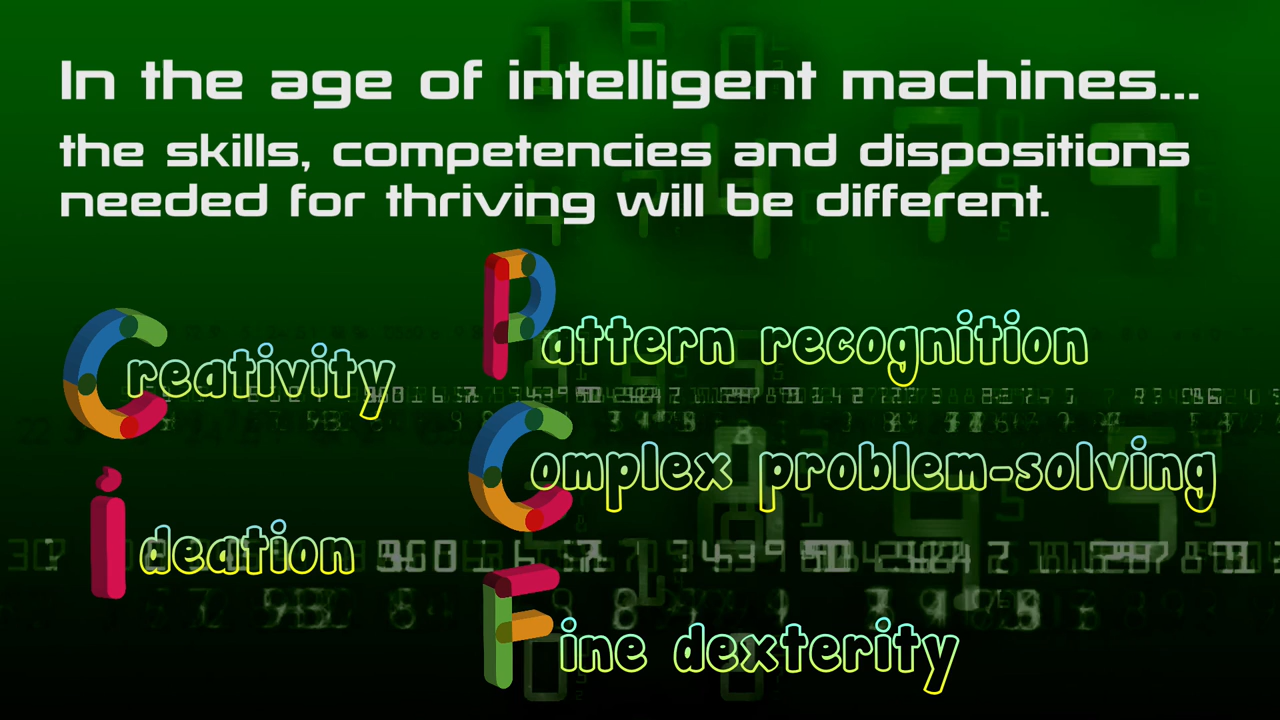 In the age of intelligent machines...
the skills, competencies and dispositions
needed for thriving will be different.
Creativity
ideation
Pattern recognition
Complex problem-solving
Fine dexterity